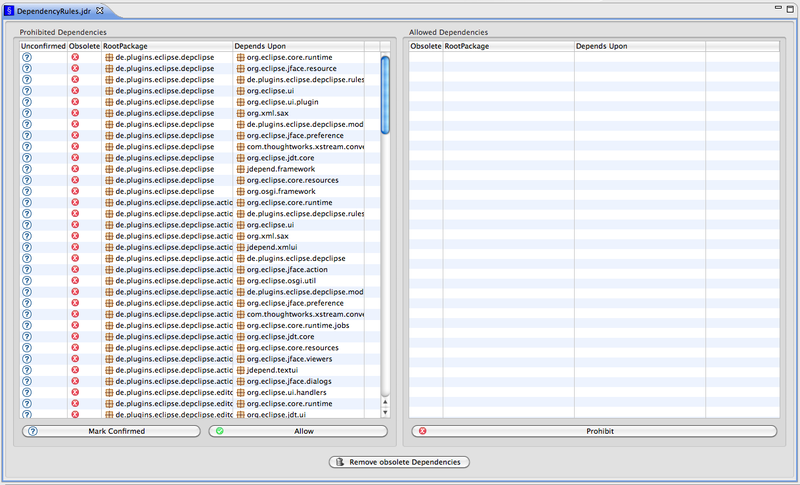 DependencyRules.jdr
Prohibited Dependencies
Unconfirmed Obsolete RootPackage Depends Upon
de.plugins.eclipse.depclipse org.eclipse.core.runtime
de.plugins.eclipse.depclipse org.eclipse.jface.resource
de.plugins.eclipse.depclipse de.plugins.eclipse.depclipse.rules
de.plugins.eclipse.depclipse org.eclipse.ui
de.plugins.eclipse.depclipse org.eclipse.ui.plugin
de.plugins.eclipse.depclipse org.xml.sax
de.plugins.eclipse.depclipse de.plugins.eclipse.depclipse.mod
de.plugins.eclipse.depclipse org.eclipse.jface.preference
de.plugins.eclipse.depclipse com.thoughtworks.xstream.conve
de.plugins.eclipse.depclipse org.eclipse.jdt.core
de.plugins.eclipse.depclipse jdepend.framework
de.plugins.eclipse.depclipse org.eclipse.core.resources
de.plugins.eclipse.depclipse org.osgi.framework
de.plugins.eclipse.depclipse.actio org.eclipse.core.runtime
de.plugins.eclipse.depclipse.actio de.plugins.eclipse.depclipse.rules
de.plugins.eclipse.depclipse.actio org.eclipse.ui
de.plugins.eclipse.depclipse.actio org.xml.sax
de.plugins.eclipse.depclipse.actio jdepend.xmlui
de.plugins.eclipse.depclipse.actio de.plugins.eclipse.depclipse
de.plugins.eclipse.depclipse.actio org.eclipse.jface.action
de.plugins.eclipse.depclipse.actio org.eclipse.osgi.util
de.plugins.eclipse.depclipse.actio de.plugins.eclipse.depclipse.mod
de.plugins.eclipse.depclipse.actio org.eclipse.jface.preference
de.plugins.eclipse.depclipse.actio com.thoughtworks.xstream.conve
de.plugins.eclipse.depclipse.actio org.eclipse.core.runtime.jobs
de.plugins.eclipse.depclipse.actio org.eclipse.jdt.core
de.plugins.eclipse.depclipse.actio org.eclipse.core.resources
de.plugins.eclipse.depclipse.actio org.eclipse.jface.viewers
de.plugins.eclipse.depclipse.actio jdepend.textui
de.plugins.eclipse.depclipse.actio org.eclipse.jface.dialogs
de.plugins.eclipse.depclipse.edito org.eclipse.ui.handlers
de.plugins.eclipse.depclipse.edito org.eclipse.core.runtime
de.plugins.eclipse.depclipse.edito org.eclipse.jdt.ui
Mark Confirmed Allow
Allowed Dependencies
Obsolete RootPackage Depends Upon
Prohibit
Remove obsolete Dependencies